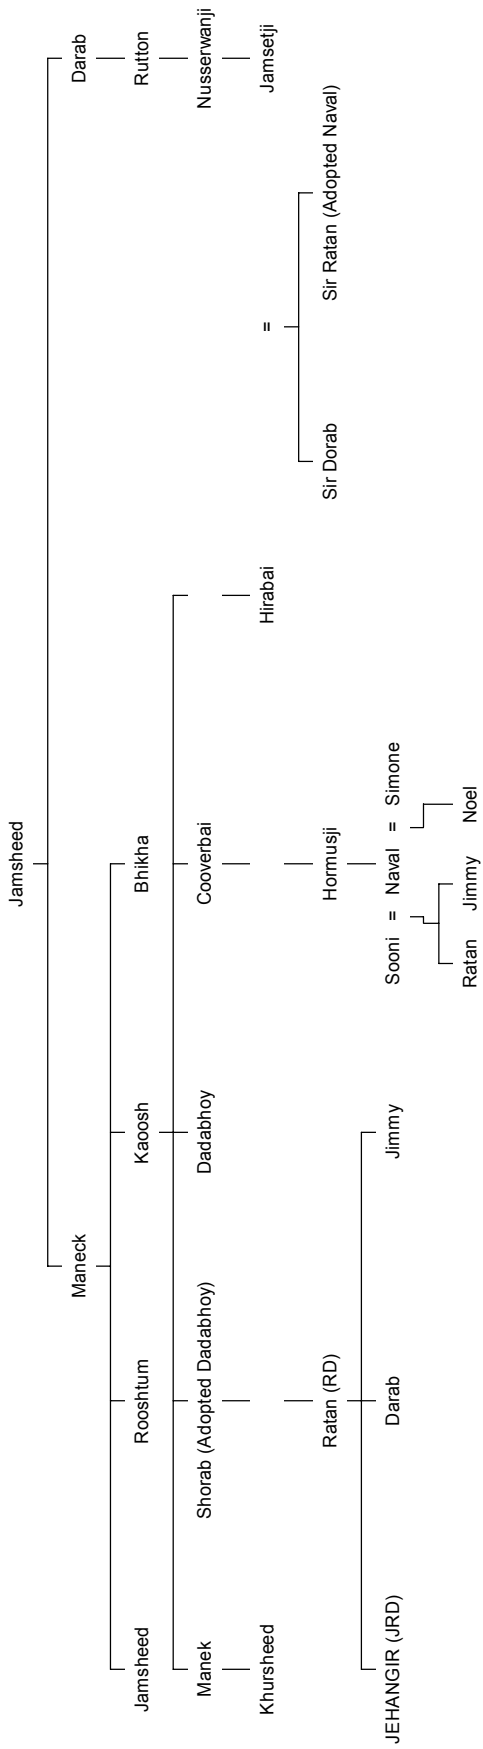 Jamsheed
Maneck Darab
Jamsheed Rooshtum Kaoosh Bhikha Rutton
Manek Shorab (Adopted Dadabhoy) Dadabhoy Cooverbai Nusserwanji
Khursheed Hirabai = Jamsetji
Ratan (RD) Hormusji Sir Dorab Sir Ratan (Adopted Naval)
JEHANGIR (JRD) Darab Jimmy Sooni = Naval = Simone
Ratan Jimmy Noel